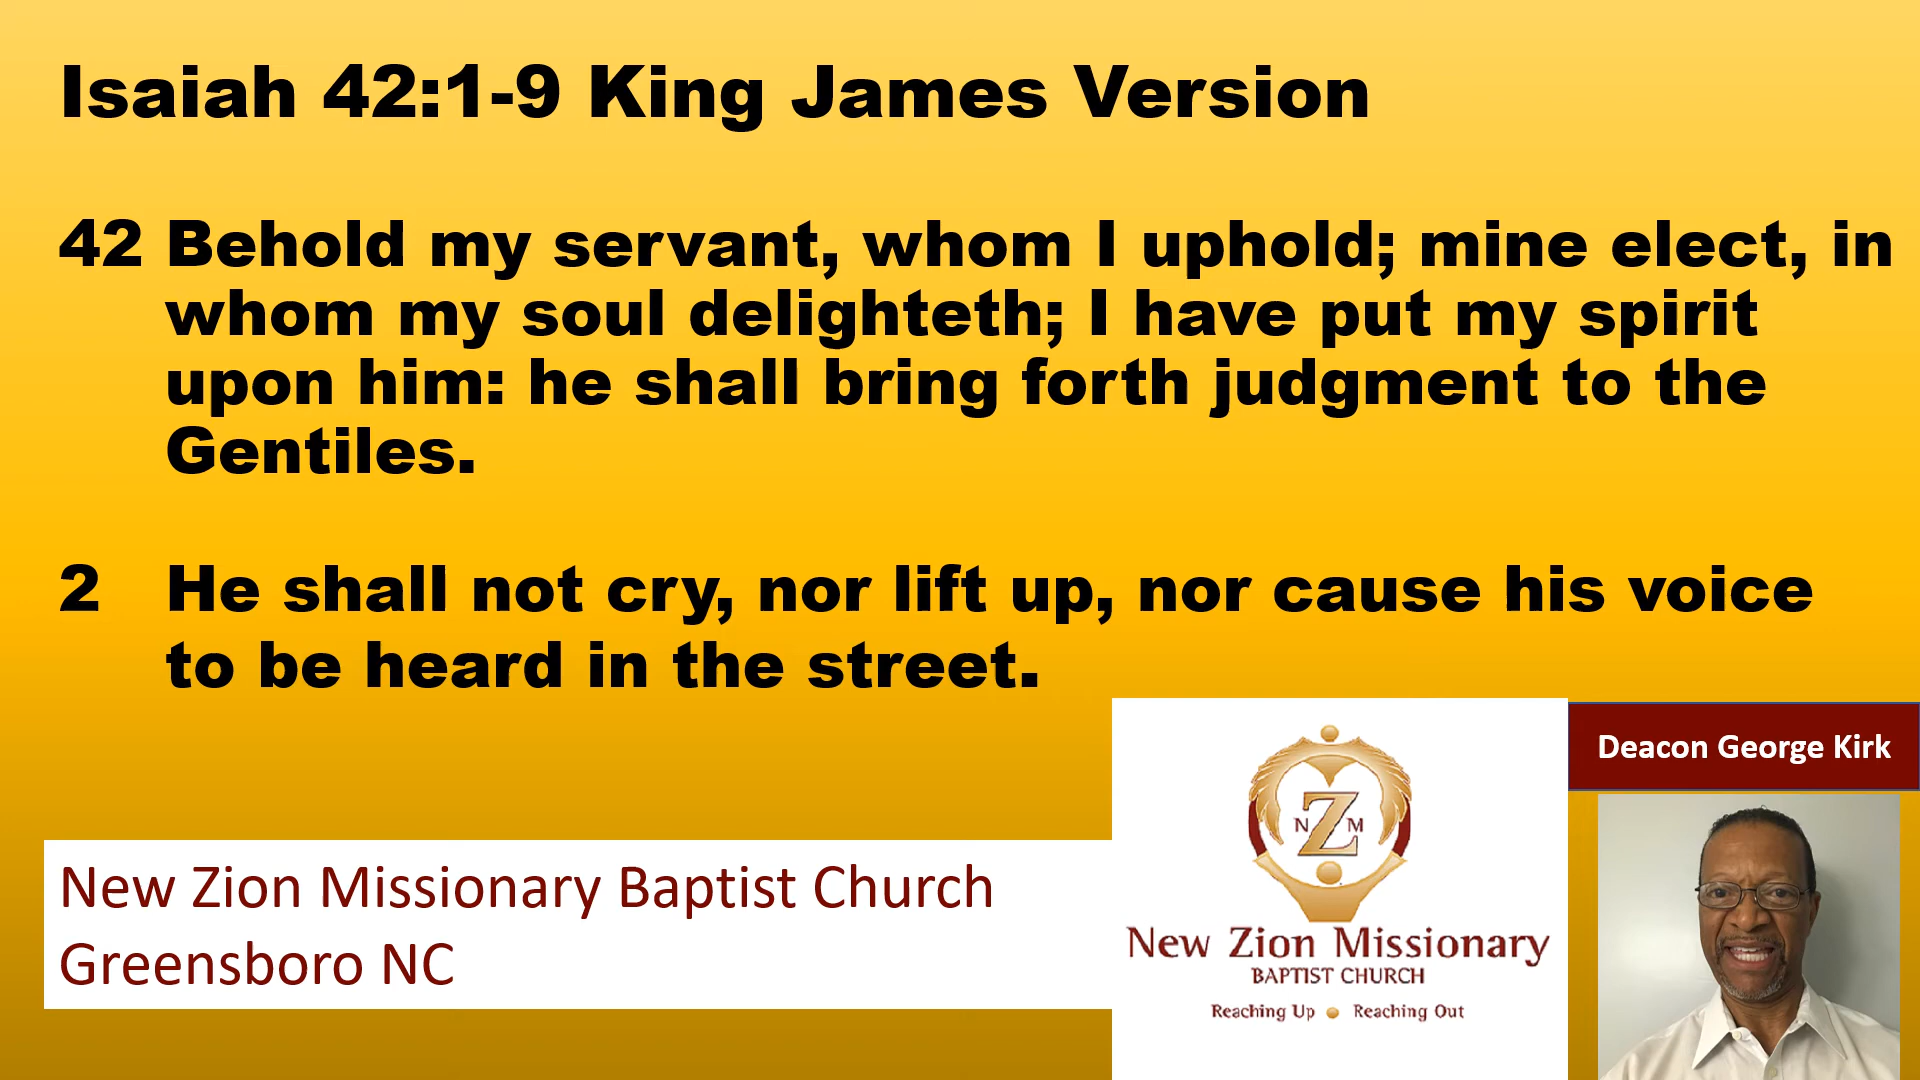 Isaiah 42:1-9 King James Version
42 Behold my servant, whom I uphold; mine elect, in
whom my soul delighteth; I have put my spirit
upon him: he shall bring forth judgment to the
Gentiles.
2 He shall not cry, nor lift up, nor cause his voice
to be heard in the street.
New Zion Missionary Baptist Church
Greensboro NC
N Z M
New Zion Missionary
BAPTIST CHURCH
Reaching Up Reaching Out
Deacon George Kirk